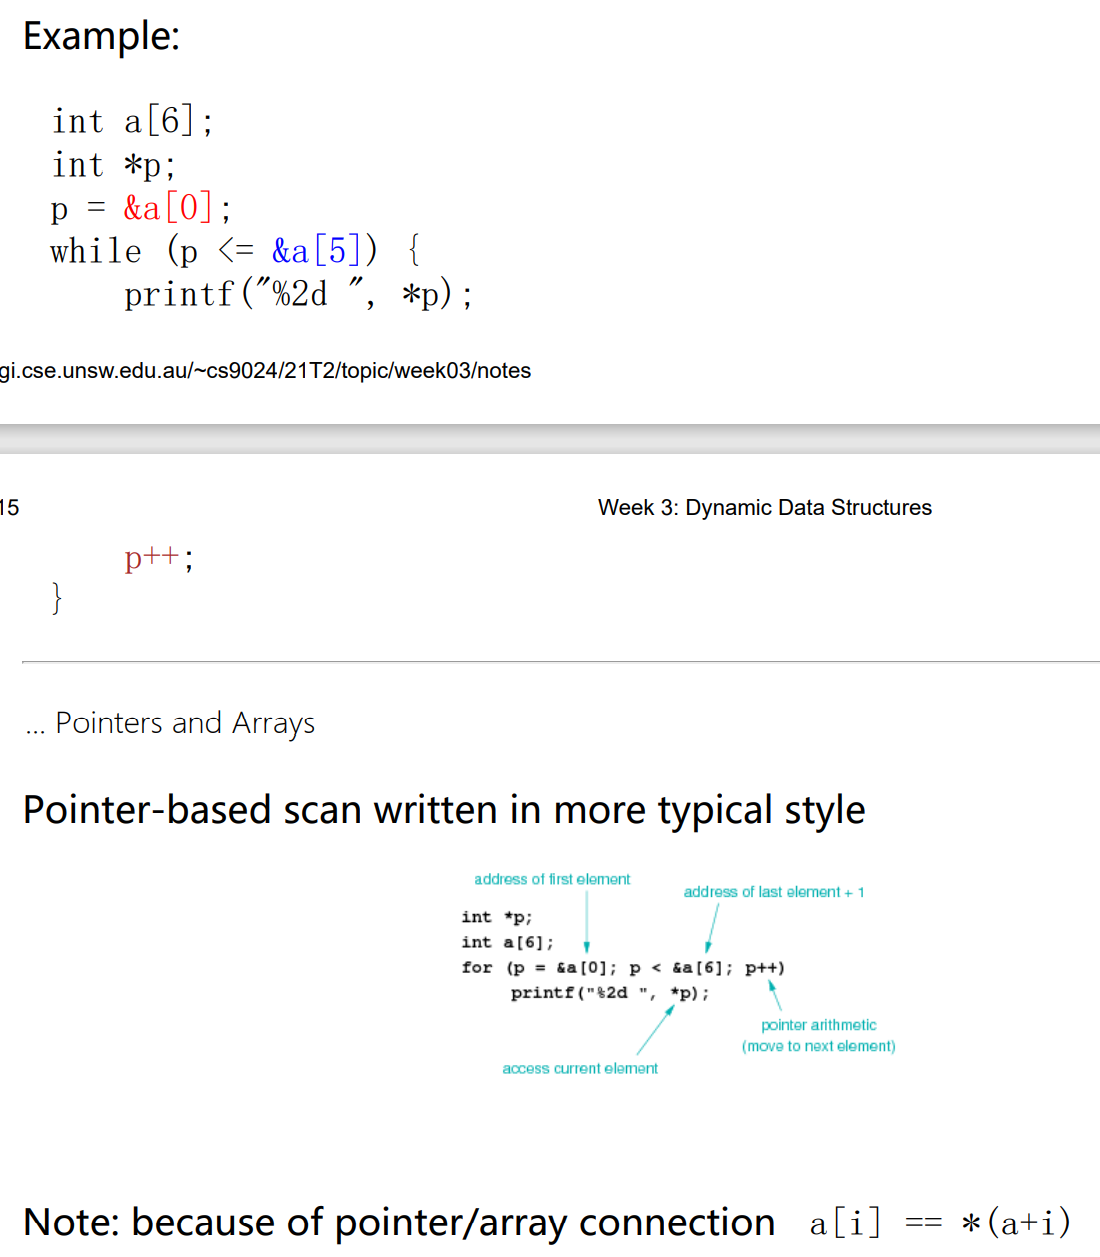 Example:
int a[6];
int *p;
p = &a[0];
while (p <= &a[5]) {
printf("%2d ", *p);
gi.cse.unsw.edu.au/~cs9024/21T2/topic/week03/notes
15
Week 3: Dynamic Data Structures
p++;
}
... Pointers and Arrays
Pointer-based scan written in more typical style
address of first element
address of last element + 1
int *p;
int a[6];
for (p = &a[0]; p < &a[6]; p++)
printf("%2d ", *p);
pointer arithmetic
(move to next element)
access current element
Note: because of pointer/array connection a[i] == *(a+i)